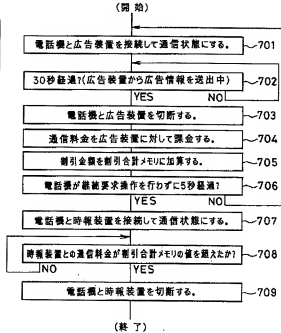 (開始)
電話機と広告装置を接続して通信状態にする。 701
30秒経過?(広告装置から広告情報を送出中) 702
YES NO
電話機と広告装置を切断する。 703
通信料金を広告装置に対して課金する。 704
割引金額を割引合計メモリに加算する。 705
電話機が継続要求操作を行わずに5秒経過? 706
YES NO
電話機と時報装置を接続して通信状態にする。 707
時報装置との通信料金が割引合計メモリの値を超えたか? 708
NO YES
電話機と時報装置を切断する。 709
(終了)